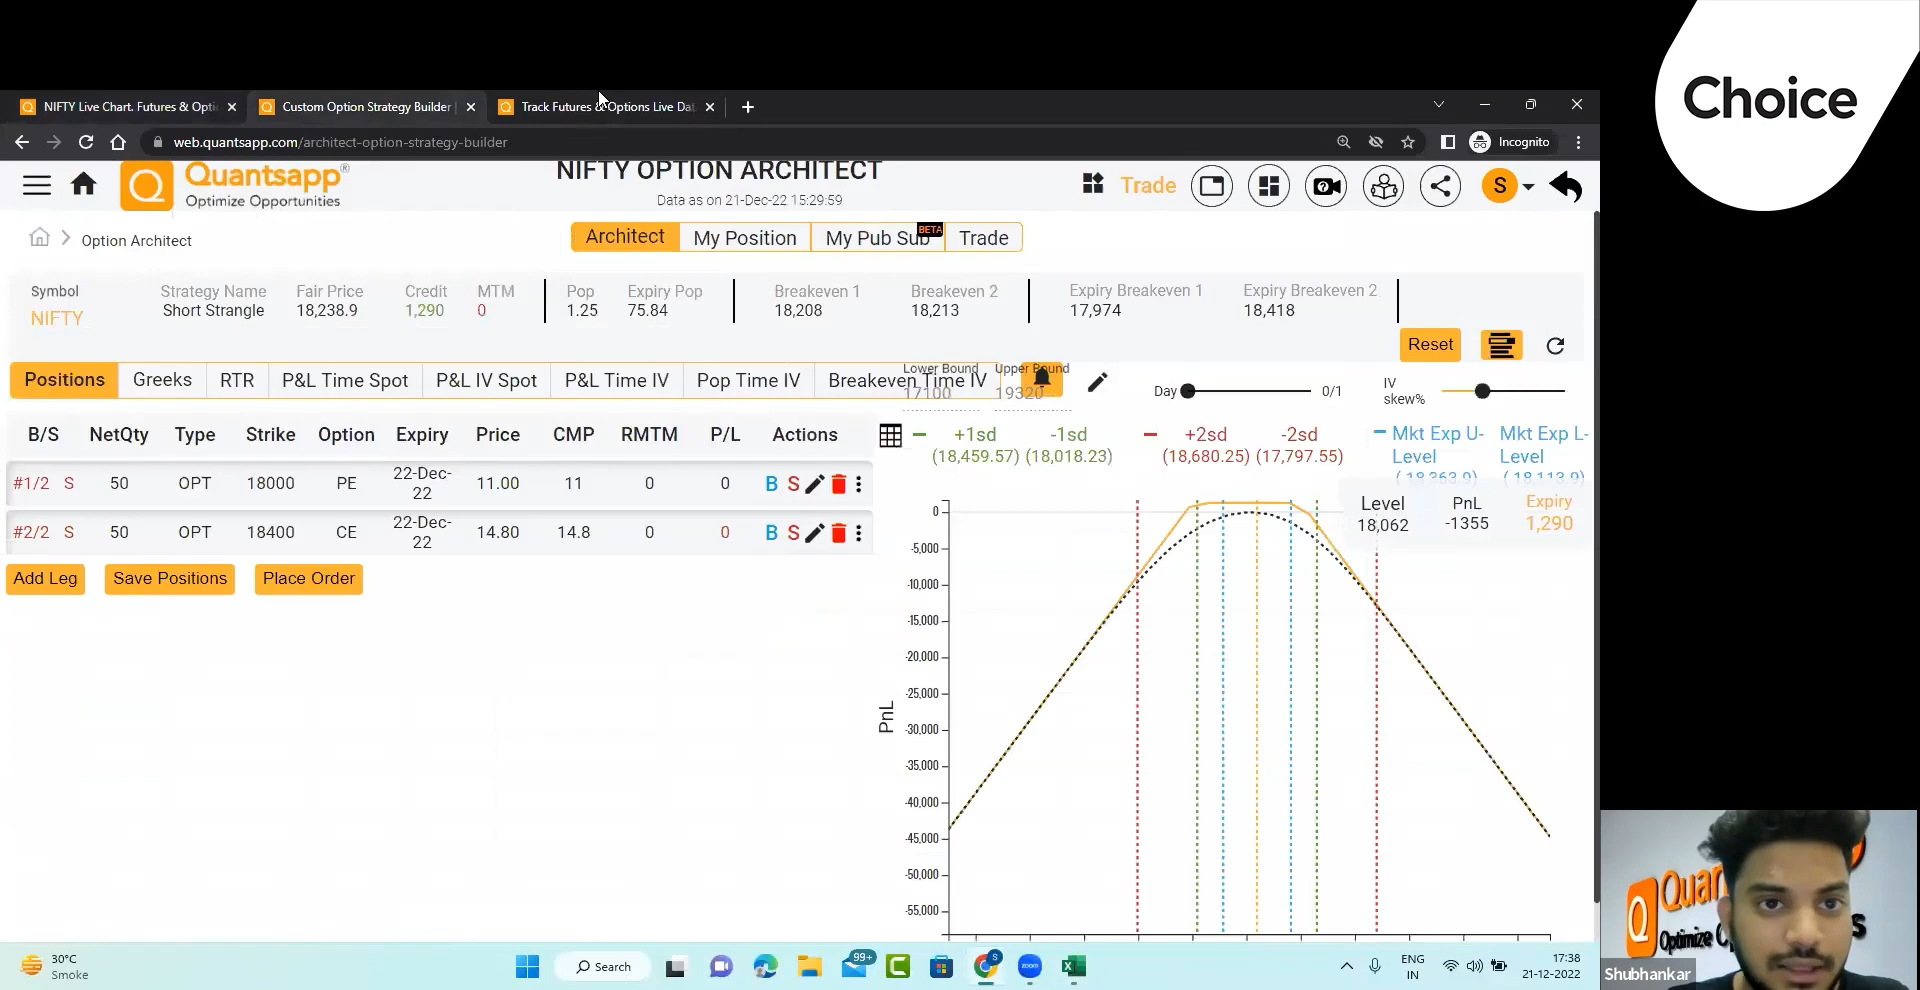 Choice
NIFTY Live Chart. Futures & Opti
Custom Option Strategy Builder |
Track Futures & Options Live Dat
web.quantsapp.com/architect-option-strategy-builder
Incognito
Quantsapp®
Optimize Opportunities
NIFTY OPTION ARCHITECT
Data as on 21-Dec-22 15:29:59
Trade
S
Option Architect
Architect
My Position
My Pub Sub BETA
Trade
Symbol
NIFTY
Strategy Name
Short Strangle
Fair Price
18,238.9
Credit
1,290
MTM
0
Pop
1.25
Expiry Pop
75.84
Breakeven 1
18,208
Breakeven 2
18,213
Expiry Breakeven 1
17,974
Expiry Breakeven 2
18,418
Reset
Positions Greeks RTR P&L Time Spot P&L IV Spot P&L Time IV Pop Time IV Breakeven Time IV
Lower Bound
17100
Upper Bound
19320
Day 0/1
IV
skew%
B/S NetQty Type Strike Option Expiry Price CMP RMTM P/L Actions
#1/2 S 50 OPT 18000 PE 22-Dec-22 11.00 11 0 0 B S
#2/2 S 50 OPT 18400 CE 22-Dec-22 14.80 14.8 0 0 B S
Add Leg
Save Positions
Place Order
+1sd
(18,459.57)
-1sd
(18,018.23)
+2sd
(18,680.25)
-2sd
(17,797.55)
Mkt Exp U-
Level
(18,363.9)
Mkt Exp L-
Level
(18,113.9)
Level
18,062
PnL
-1355
Expiry
1,290
PnL
0
-5,000
-10,000
-15,000
-20,000
-25,000
-30,000
-35,000
-40,000
-45,000
-50,000
-55,000
30°C
Smoke
Search
99+
S
zoom
ENG
IN
17:38
21-12-2022
Shubhankar